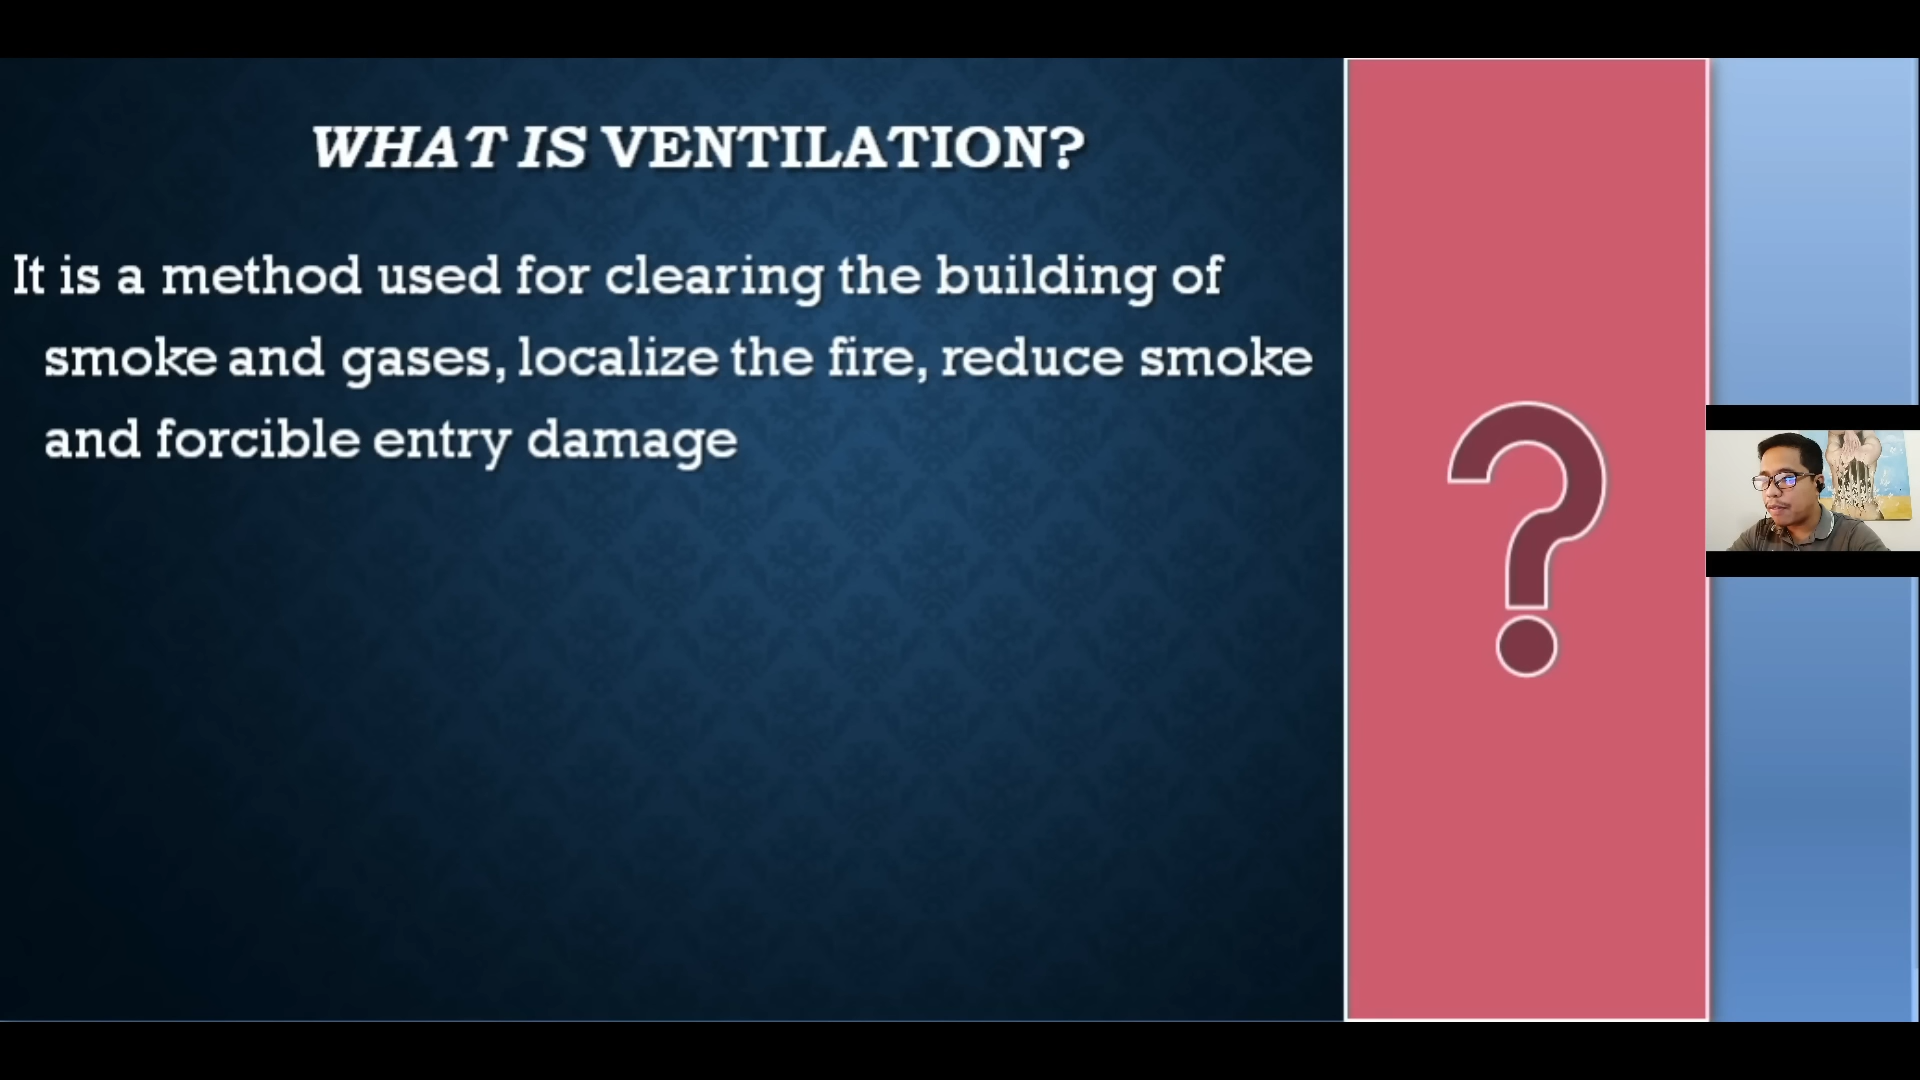 WHAT IS VENTILATION?
It is a method used for clearing the building of
smoke and gases, localize the fire, reduce smoke
and forcible entry damage
?